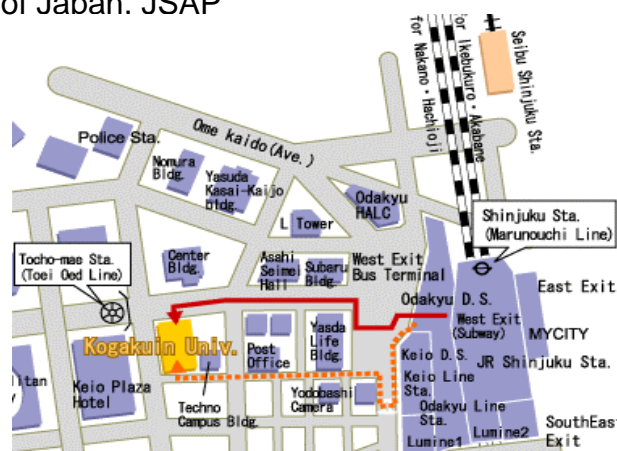 of Japan. JSAP
for Nakano・Hachioji
for Ikebukuro・Akabane
Seibu Shinjuku Sta.
Police Sta.
Ome kaido(Ave.)
Nomura
Bldg.
Yasuda
Kasai-Kaijo
bldg.
Odakyu
HALC
L Tower
Shinjuku Sta.
(Marunouchi Line)
Tocho-mae Sta.
(Toei Oed Line)
Center
Bldg.
Asahi
Seimei
Hall
Subaru
Bldg.
West Exit
Bus Terminal
Odakyu D.S.
East Exit
West Exit
(Subway)
MYCITY
Kogakuin Univ.
Post
Office
Yasda
Life
Bldg.
Keio D.S.
Keio Line
Sta.
JR Shinjuku Sta.
litan
Keio Plaza
Hotel
Techno
Campus Bldg.
Yodobashi
Camera
Odakyu Line
Sta.
Lumine1
Lumine2
SouthEast
Exit